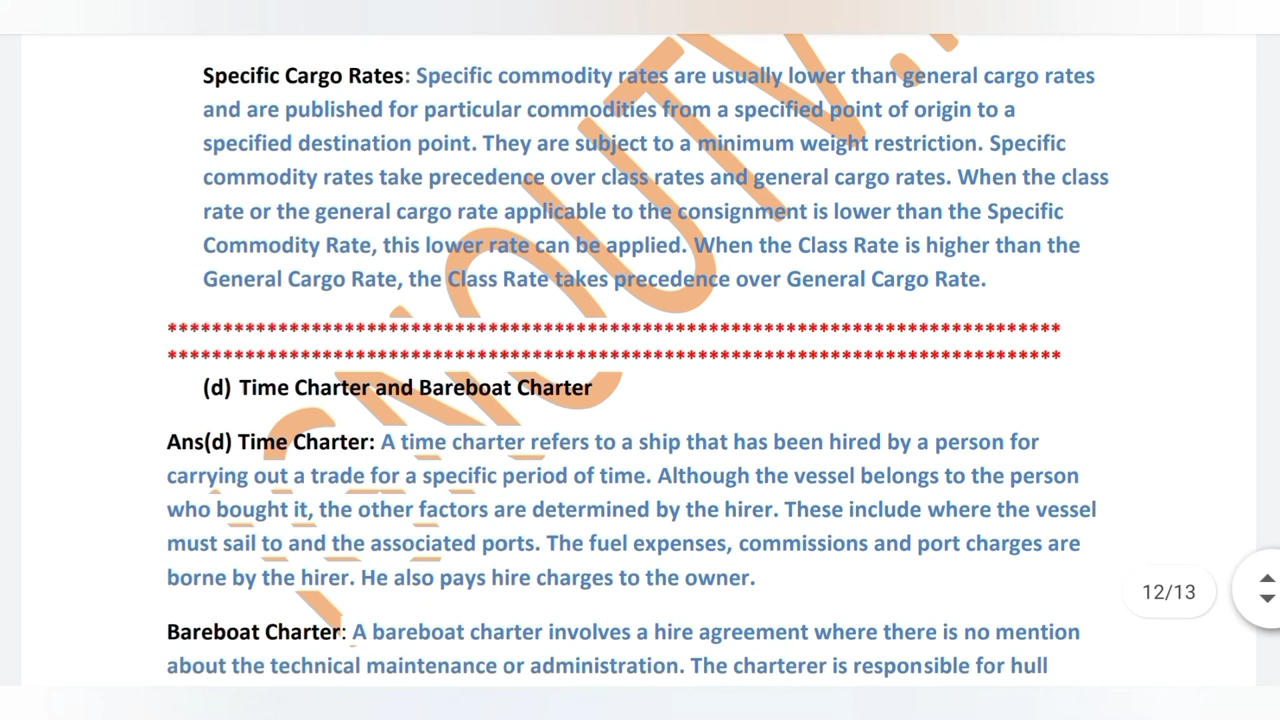 Specific Cargo Rates: Specific commodity rates are usually lower than general cargo rates
and are published for particular commodities from a specified point of origin to a
specified destination point. They are subject to a minimum weight restriction. Specific
commodity rates take precedence over class rates and general cargo rates. When the class
rate or the general cargo rate applicable to the consignment is lower than the Specific
Commodity Rate, this lower rate can be applied. When the Class Rate is higher than the
General Cargo Rate, the Class Rate takes precedence over General Cargo Rate.
********************************************************************************
********************************************************************************
(d) Time Charter and Bareboat Charter
Ans(d) Time Charter: A time charter refers to a ship that has been hired by a person for
carrying out a trade for a specific period of time. Although the vessel belongs to the person
who bought it, the other factors are determined by the hirer. These include where the vessel
must sail to and the associated ports. The fuel expenses, commissions and port charges are
borne by the hirer. He also pays hire charges to the owner.
12/13
Bareboat Charter: A bareboat charter involves a hire agreement where there is no mention
about the technical maintenance or administration. The charterer is responsible for hull